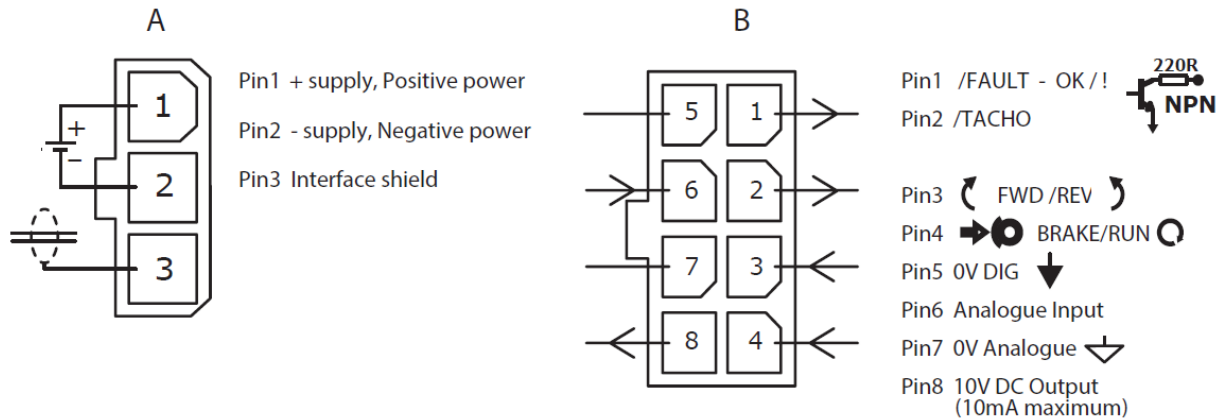 A
1
2
3
+
–
Pin1 + supply, Positive power
Pin2 - supply, Negative power
Pin3 Interface shield
B
5 1
6 2
7 3
8 4
Pin1 /FAULT - OK / !
Pin2 /TACHO
220R
NPN
Pin3 FWD /REV
Pin4 BRAKE/RUN
Pin5 0V DIG
Pin6 Analogue Input
Pin7 0V Analogue
Pin8 10V DC Output
(10mA maximum)